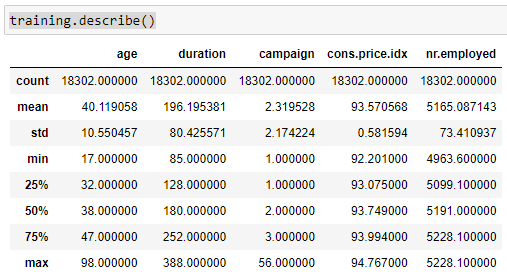 training.describe()
age duration campaign cons.price.idx nr.employed
count 18302.000000 18302.000000 18302.000000 18302.000000 18302.000000
mean 40.119058 196.195381 2.319528 93.570568 5165.087143
std 10.550457 80.425571 2.174224 0.581594 73.410937
min 17.000000 85.000000 1.000000 92.201000 4963.600000
25% 32.000000 128.000000 1.000000 93.075000 5099.100000
50% 38.000000 180.000000 2.000000 93.749000 5191.000000
75% 47.000000 252.000000 3.000000 93.994000 5228.100000
max 98.000000 388.000000 56.000000 94.767000 5228.100000